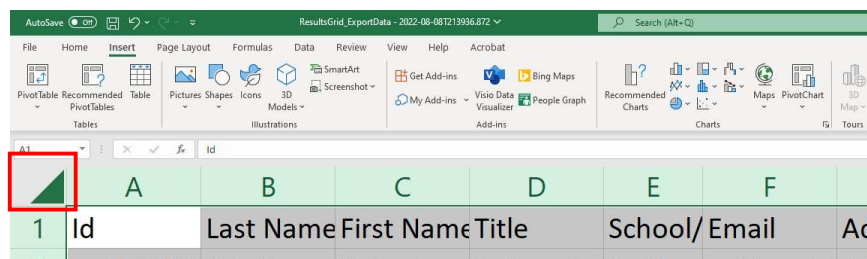 AutoSave Off ResultsGrid_ExportData - 2022-08-08T213936.872 Search (Alt+Q)
File Home Insert Page Layout Formulas Data Review View Help Acrobat
PivotTable Recommended PivotTables Table Pictures Shapes Icons 3D Models SmartArt Screenshot Get Add-ins My Add-ins Visio Data Visualizer Bing Maps People Graph Recommended Charts Maps PivotChart 3D Map
Tables Illustrations Add-ins Charts Tours
A1 fx Id
A B C D E F
1 Id Last Name First Name Title School/ Email